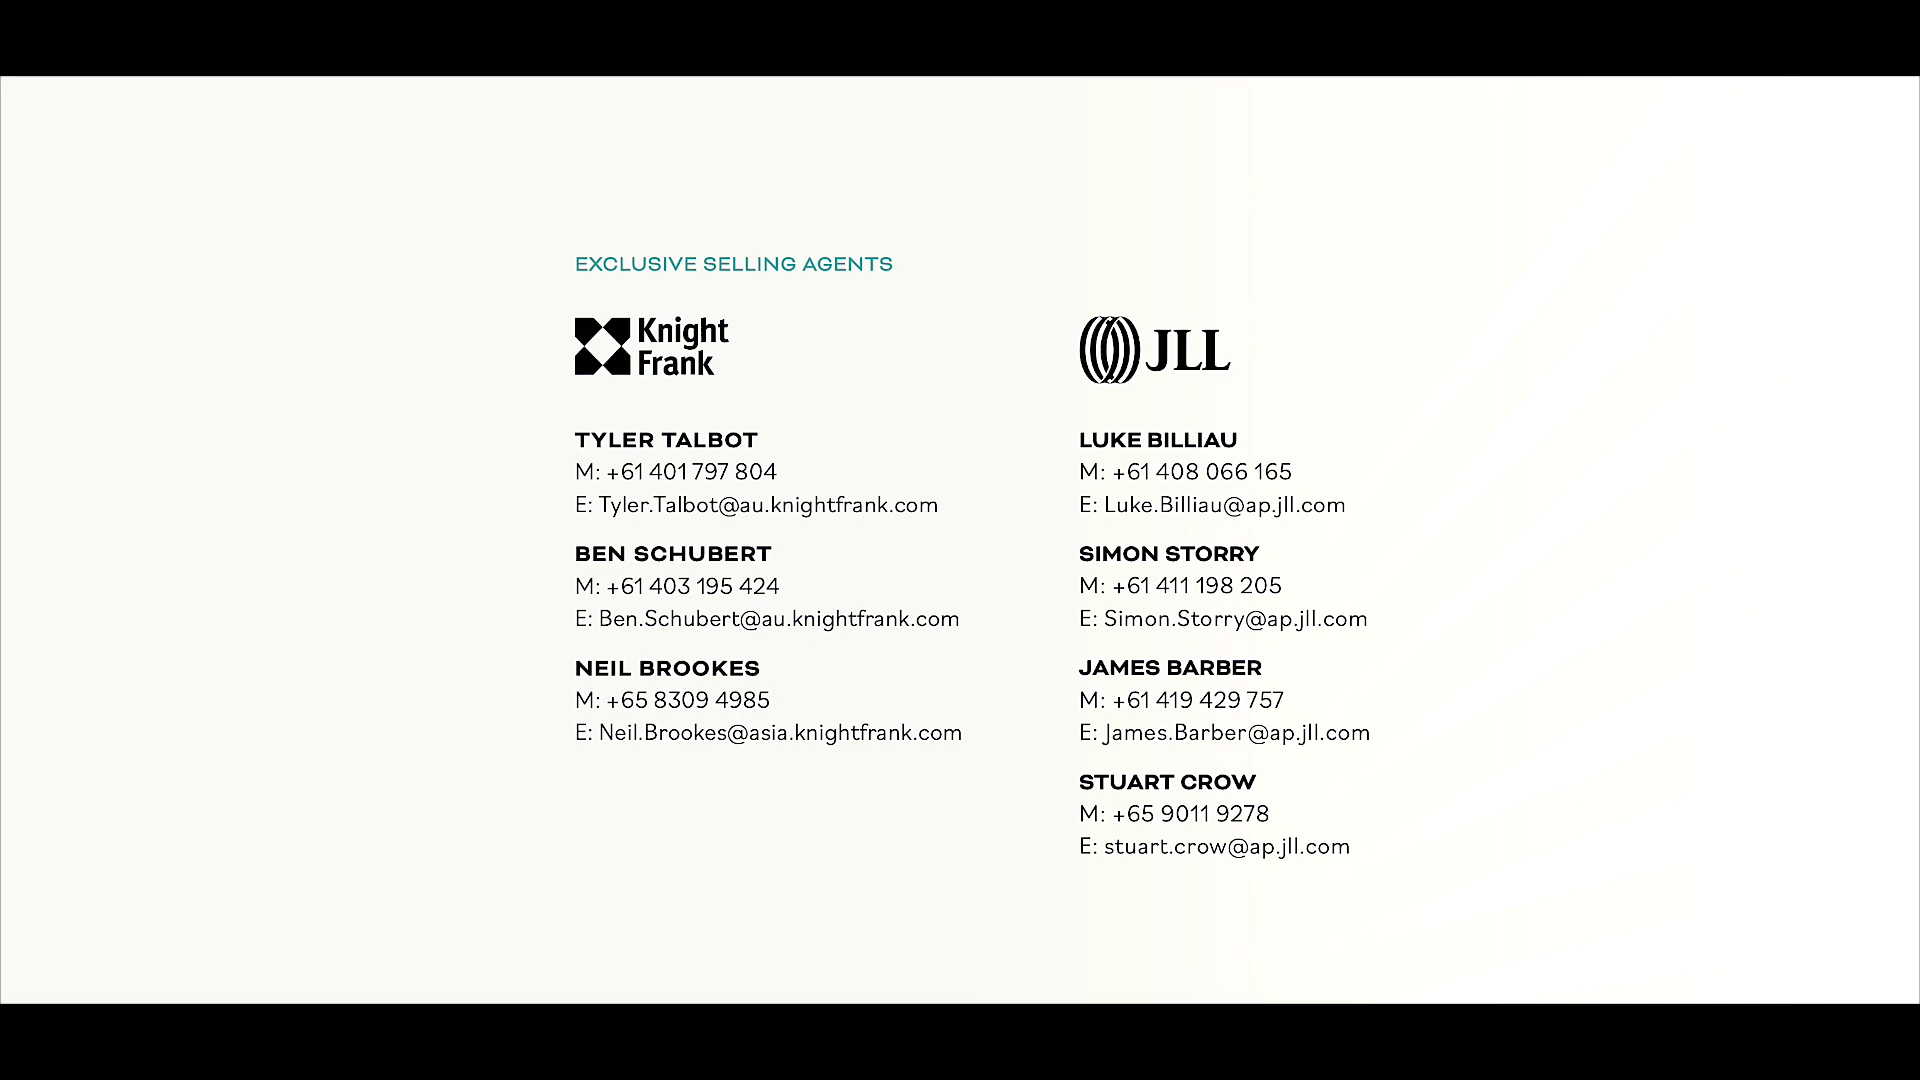 EXCLUSIVE SELLING AGENTS
Knight
Frank
TYLER TALBOT
M: +61 401 797 804
E: Tyler.Talbot@au.knightfrank.com
BEN SCHUBERT
M: +61 403 195 424
E: Ben.Schubert@au.knightfrank.com
NEIL BROOKES
M: +65 8309 4985
E: Neil.Brookes@asia.knightfrank.com
JLL
LUKE BILLIAU
M: +61 408 066 165
E: Luke.Billiau@ap.jll.com
SIMON STORRY
M: +61 411 198 205
E: Simon.Storry@ap.jll.com
JAMES BARBER
M: +61 419 429 757
E: James.Barber@ap.jll.com
STUART CROW
M: +65 9011 9278
E: stuart.crow@ap.jll.com